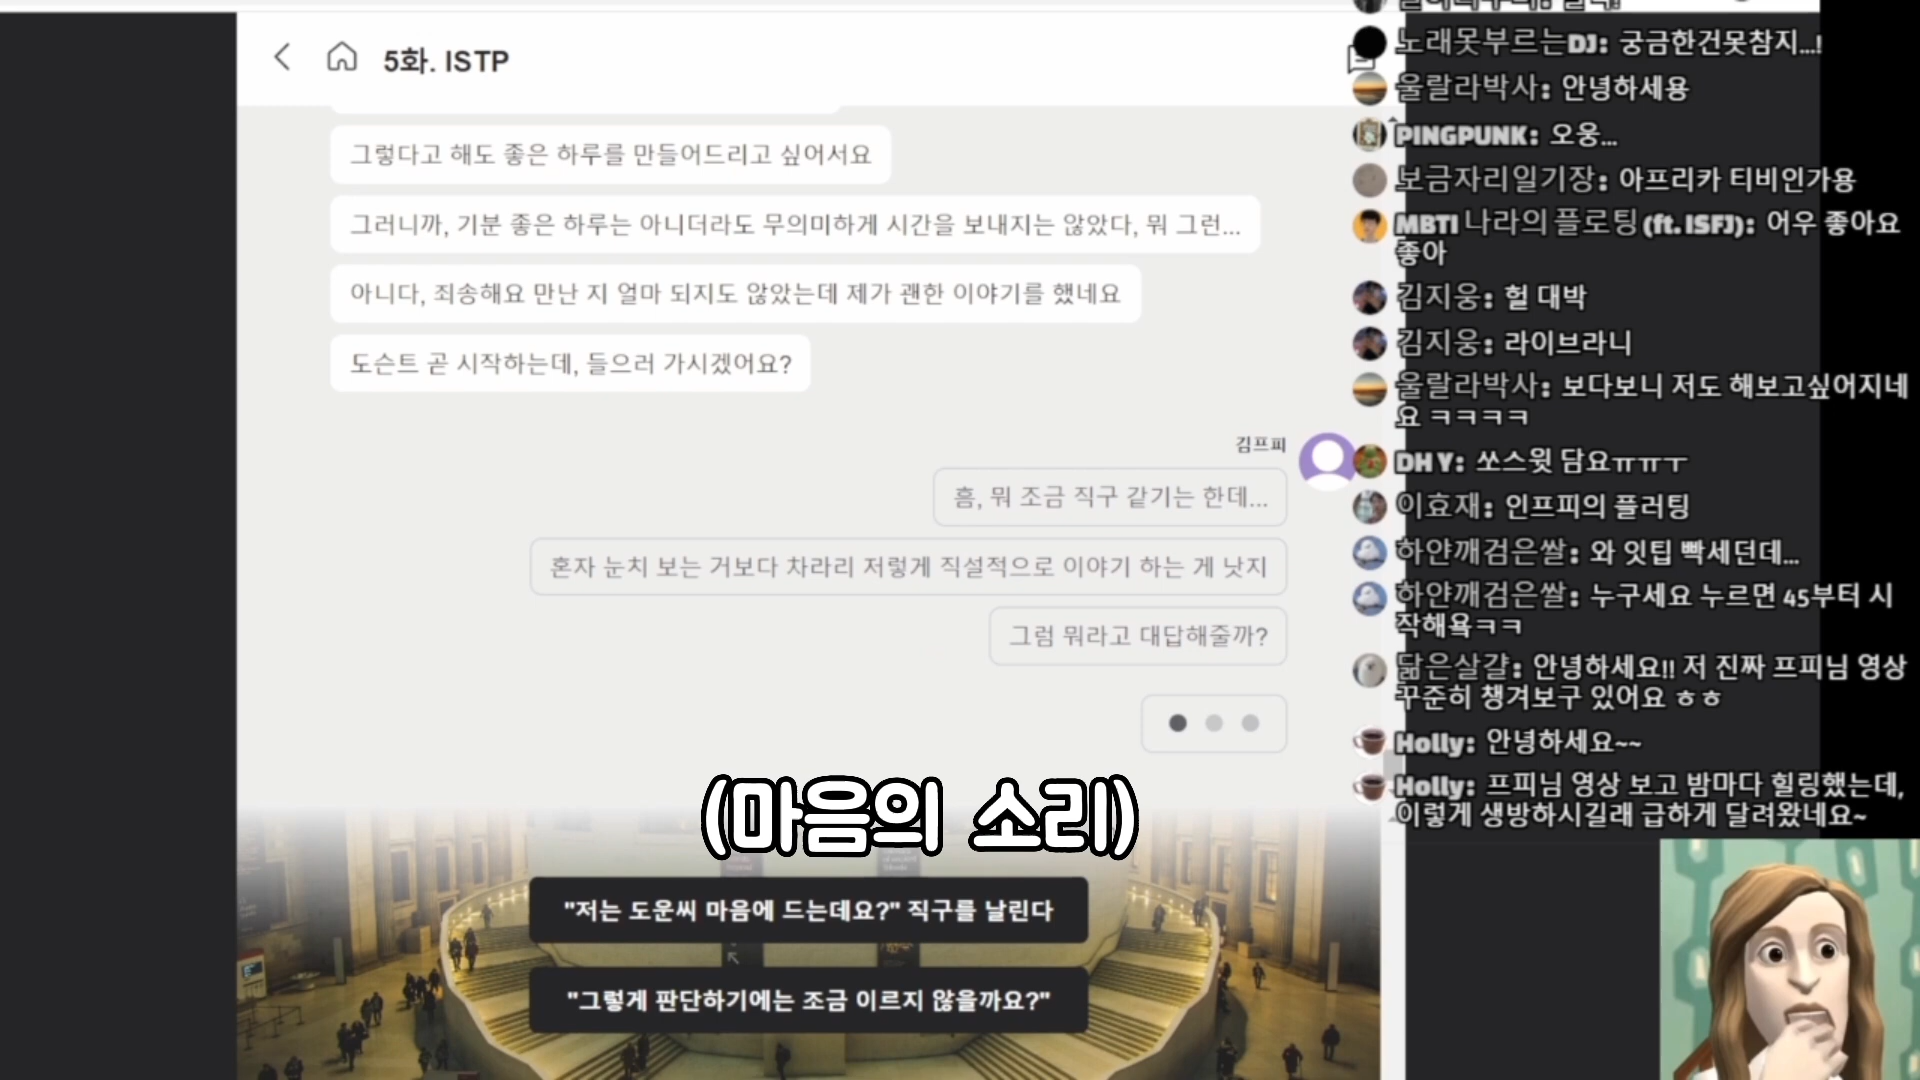 5화. ISTP
그렇다고 해도 좋은 하루를 만들어드리고 싶어서요
그러니까, 기분 좋은 하루는 아니더라도 무의미하게 시간을 보내지는 않았다, 뭐 그런...
아니다, 죄송해요 만난 지 얼마 되지도 않았는데 제가 괜한 이야기를 했네요
도슨트 곧 시작하는데, 들으러 가시겠어요?
김프피
흠, 뭐 조금 직구 같기는 한데...
혼자 눈치 보는 거보다 차라리 저렇게 직설적으로 이야기 하는 게 낫지
그럼 뭐라고 대답해줄까?
(마음의 소리)
"저는 도운씨 마음에 드는데요?" 직구를 날린다
"그렇게 판단하기에는 조금 이르지 않을까요?"
노래못부르는DJ: 궁금한건못참지...!
울랄라박사: 안녕하세용
PINGPUNK: 오웅...
보금자리일기장: 아프리카 티비인가용
MBTI 나라의 플로팅 (ft. ISFJ): 어우 좋아요
좋아
김지웅: 헐 대박
김지웅: 라이브라니
울랄라박사: 보다보니 저도 해보고싶어지네
요 ㅋㅋㅋㅋ
DH Y: 쏘스윗 담요ㅠㅠㅜ
이효재: 인프피의 플러팅
하얀깨검은쌀: 와 잇팁 빡세던데...
하얀깨검은쌀: 누구세요 누르면 45부터 시
작해욬ㅋㅋ
닮은살걀: 안녕하세요!! 저 진짜 프피님 영상
꾸준히 챙겨보구 있어요 ㅎㅎ
Holly: 안녕하세요~~
Holly: 프피님 영상 보고 밤마다 힐링했는데,
이렇게 생방하시길래 급하게 달려왔네요~